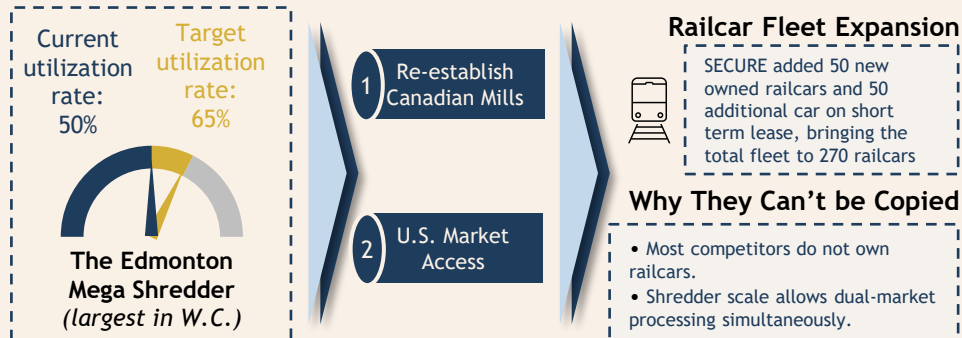 Current
utilization
rate:
50%
Target
utilization
rate:
65%
The Edmonton
Mega Shredder
(largest in W.C.)
1
Re-establish
Canadian Mills
2
U.S. Market
Access
Railcar Fleet Expansion
SECURE added 50 new
owned railcars and 50
additional car on short
term lease, bringing the
total fleet to 270 railcars
Why They Can’t be Copied
• Most competitors do not own
railcars.
• Shredder scale allows dual-market
processing simultaneously.